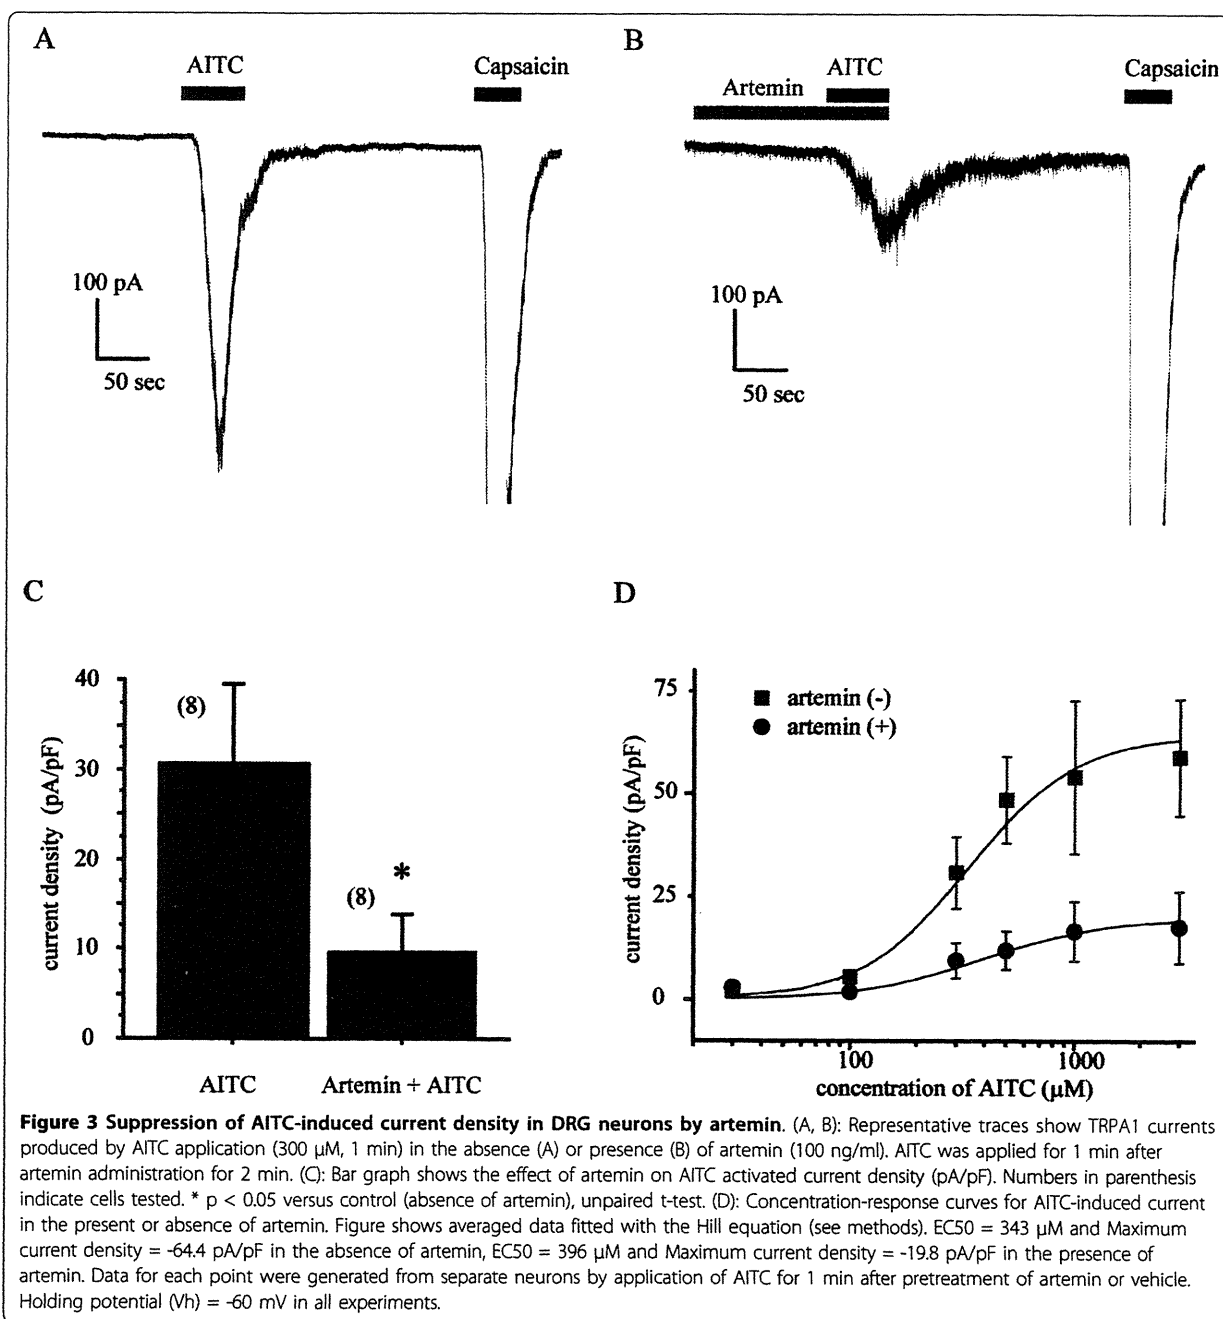 A
B
AITC
Capsaicin
Artemin
AITC
Capsaicin
100 pA
50 sec
100 pA
50 sec
C
D
40
30
20
10
0
current density (pA/pF)
(8)
(8)
*
AITC
Artemin + AITC
75
50
25
0
current density (pA/pF)
artemin (-)
artemin (+)
100
1000
concentration of AITC (µM)
Figure 3 Suppression of AITC-induced current density in DRG neurons by artemin. (A, B): Representative traces show TRPA1 currents
produced by AITC application (300 µM, 1 min) in the absence (A) or presence (B) of artemin (100 ng/ml). AITC was applied for 1 min after
artemin administration for 2 min. (C): Bar graph shows the effect of artemin on AITC activated current density (pA/pF). Numbers in parenthesis
indicate cells tested. * p < 0.05 versus control (absence of artemin), unpaired t-test. (D): Concentration-response curves for AITC-induced current
in the present or absence of artemin. Figure shows averaged data fitted with the Hill equation (see methods). EC50 = 343 µM and Maximum
current density = -64.4 pA/pF in the absence of artemin, EC50 = 396 µM and Maximum current density = -19.8 pA/pF in the presence of
artemin. Data for each point were generated from separate neurons by application of AITC for 1 min after pretreatment of artemin or vehicle.
Holding potential (Vh) = -60 mV in all experiments.